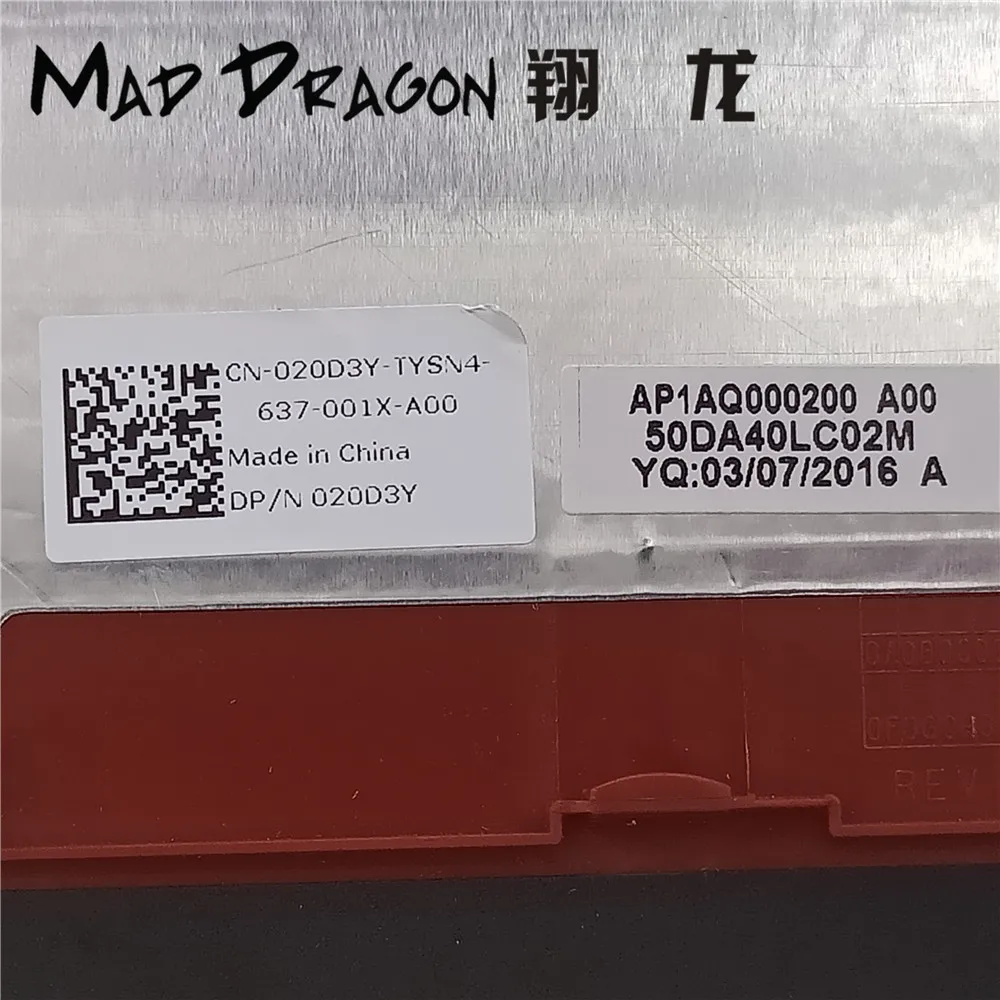 MAD DRAGON 翔 龙
CN-020D3Y-TYSN4-
637-001X-A00
Made in China
DP/N 020D3Y
AP1AQ000200 A00
50DA40LC02M
YQ:03/07/2016 A
REV